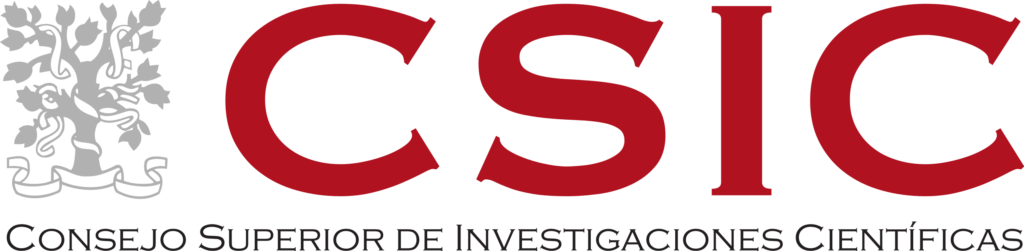 CSIC
CONSEJO SUPERIOR DE INVESTIGACIONES CIENTÍFICAS